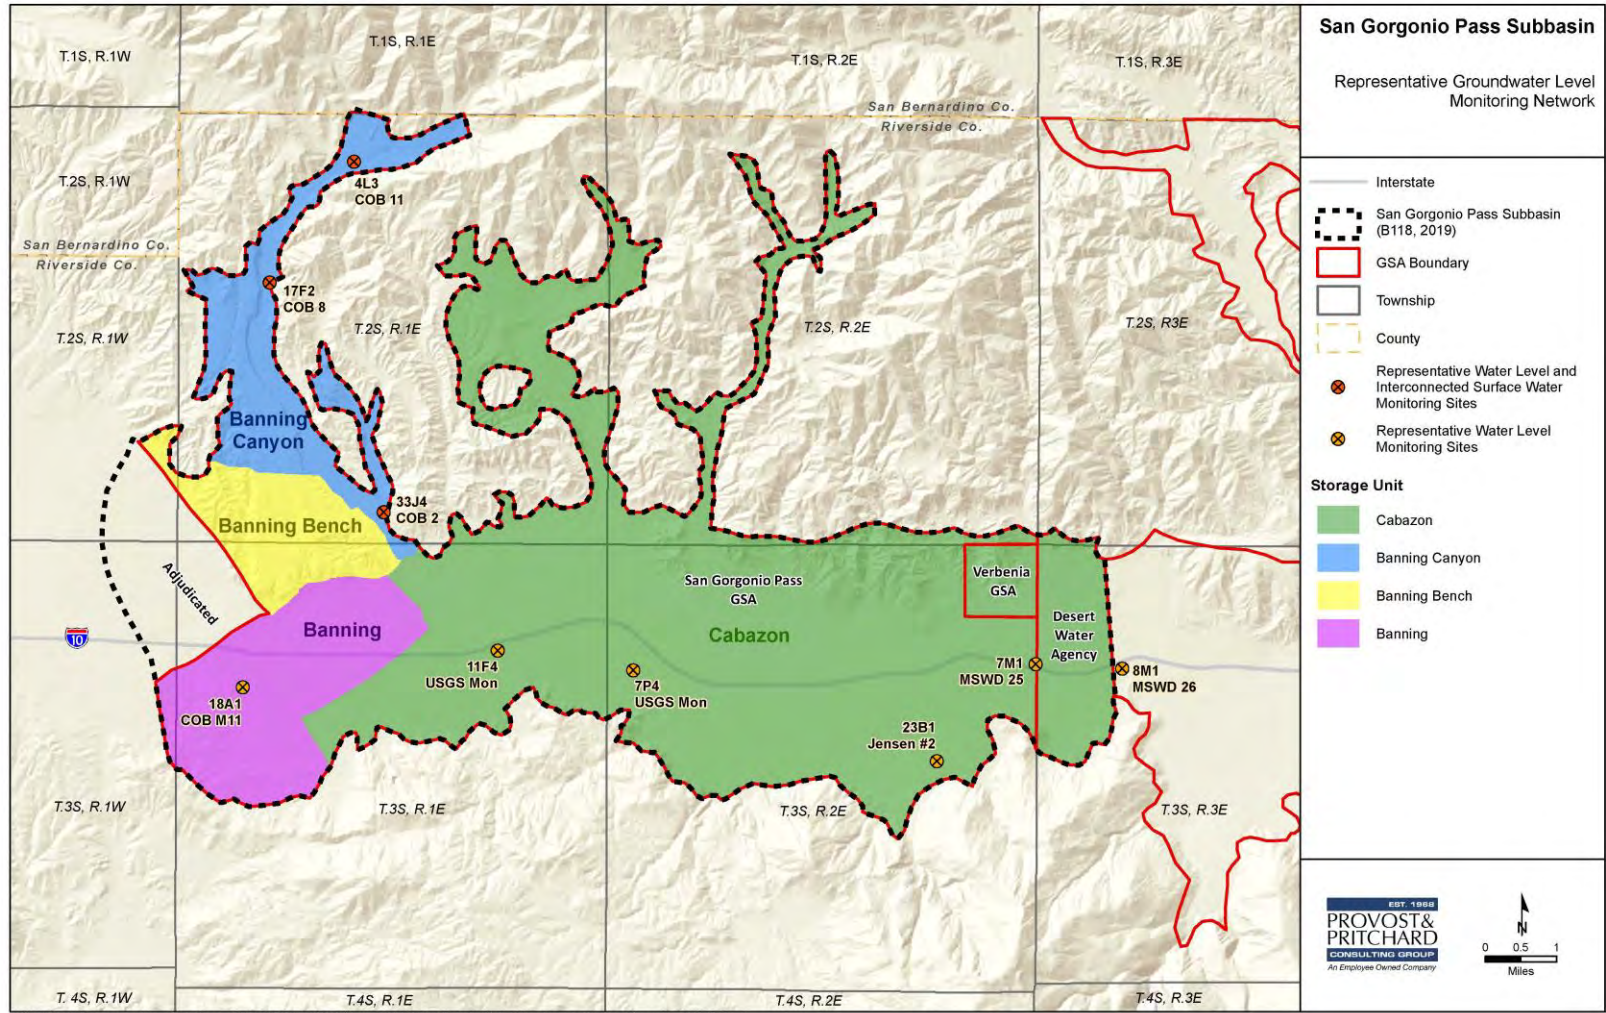 San Gorgonio Pass Subbasin
Representative Groundwater Level
Monitoring Network
Interstate
San Gorgonio Pass Subbasin
(B118, 2019)
GSA Boundary
Township
County
Representative Water Level and
Interconnected Surface Water
Monitoring Sites
Representative Water Level
Monitoring Sites
Storage Unit
Cabazon
Banning Canyon
Banning Bench
Banning
EST. 1968
PROVOST&
PRITCHARD
CONSULTING GROUP
An Employee Owned Company
N
0 0.5 1
Miles
T.1S, R.1W
T.1S, R.1E
T.1S, R.2E
T.1S, R.3E
San Bernardino Co.
Riverside Co.
4L3
COB 11
T.2S, R.1W
San Bernardino Co.
Riverside Co.
17F2
COB 8
T.2S, R.1W
T.2S, R.1E
T.2S, R.2E
T.2S, R3E
Banning
Canyon
33J4
COB 2
Banning Bench
Adjudicated
San Gorgonio Pass
GSA
Verbenia
GSA
Desert
Water
Agency
Banning
Cabazon
10
11F4
USGS Mon
7P4
USGS Mon
7M1
MSWD 25
8M1
MSWD 26
18A1
COB M11
23B1
Jensen #2
T.3S, R.1W
T.3S, R.1E
T.3S, R.2E
T.3S, R.3E
T. 4S, R.1W
T.4S, R.1E
T.4S, R.2E
T.4S, R.3E